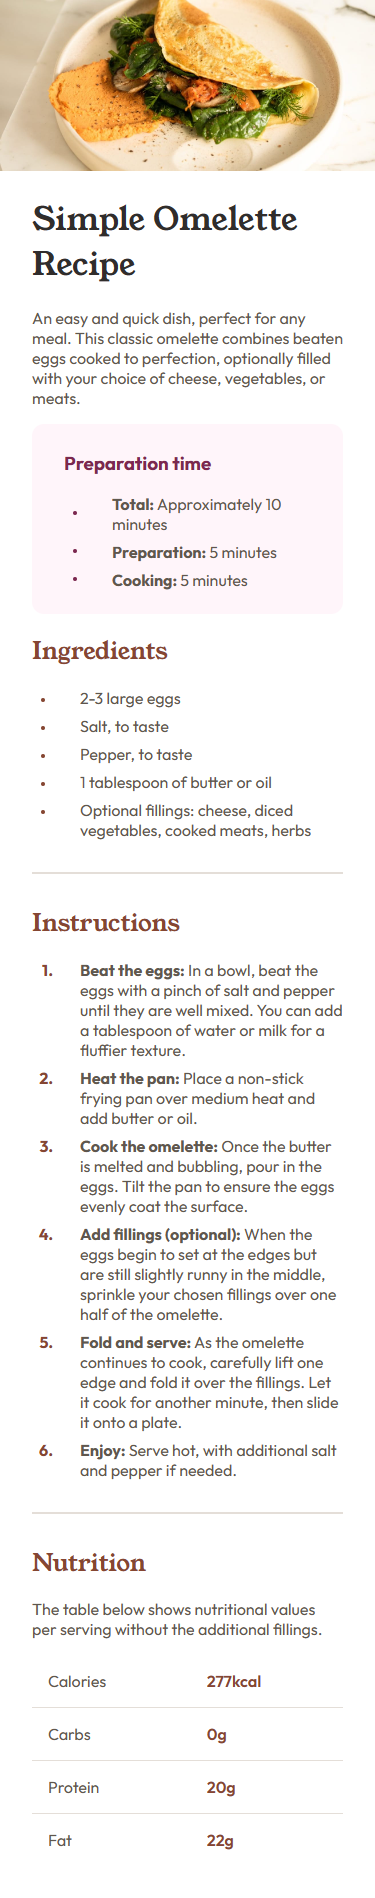 Simple Omelette
Recipe
An easy and quick dish, perfect for any
meal. This classic omelette combines beaten
eggs cooked to perfection, optionally filled
with your choice of cheese, vegetables, or
meats.
Preparation time
• Total: Approximately 10
minutes
• Preparation: 5 minutes
• Cooking: 5 minutes
Ingredients
• 2-3 large eggs
• Salt, to taste
• Pepper, to taste
• 1 tablespoon of butter or oil
• Optional fillings: cheese, diced
vegetables, cooked meats, herbs
Instructions
1. Beat the eggs: In a bowl, beat the
eggs with a pinch of salt and pepper
until they are well mixed. You can add
a tablespoon of water or milk for a
fluffier texture.
2. Heat the pan: Place a non-stick
frying pan over medium heat and
add butter or oil.
3. Cook the omelette: Once the butter
is melted and bubbling, pour in the
eggs. Tilt the pan to ensure the eggs
evenly coat the surface.
4. Add fillings (optional): When the
eggs begin to set at the edges but
are still slightly runny in the middle,
sprinkle your chosen fillings over one
half of the omelette.
5. Fold and serve: As the omelette
continues to cook, carefully lift one
edge and fold it over the fillings. Let
it cook for another minute, then slide
it onto a plate.
6. Enjoy: Serve hot, with additional salt
and pepper if needed.
Nutrition
The table below shows nutritional values
per serving without the additional fillings.
Calories 277kcal
Carbs 0g
Protein 20g
Fat 22g